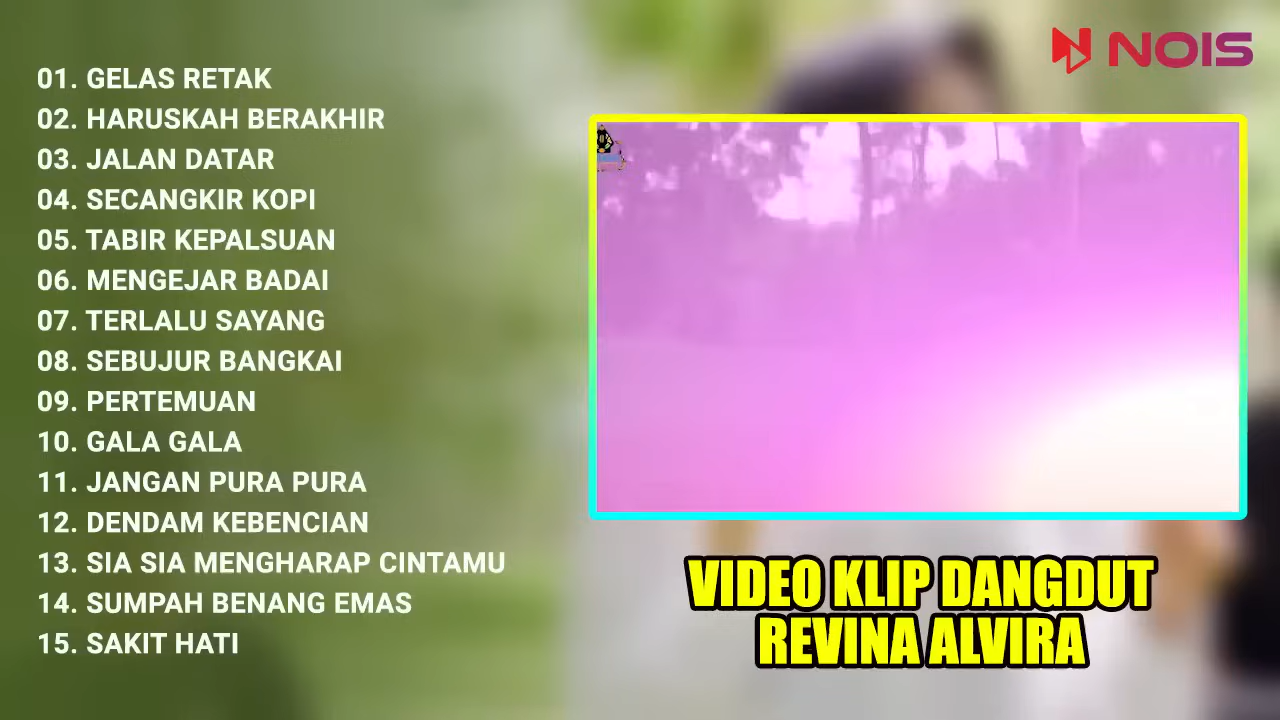 NOIS
01. GELAS RETAK
02. HARUSKAH BERAKHIR
03. JALAN DATAR
04. SECANGKIR KOPI
05. TABIR KEPALSUAN
06. MENGEJAR BADAI
07. TERLALU SAYANG
08. SEBUJUR BANGKAI
09. PERTEMUAN
10. GALA GALA
11. JANGAN PURA PURA
12. DENDAM KEBENCIAN
13. SIA SIA MENGHARAP CINTAMU
14. SUMPAH BENANG EMAS
15. SAKIT HATI
VIDEO KLIP DANGDUT
REVINA ALVIRA